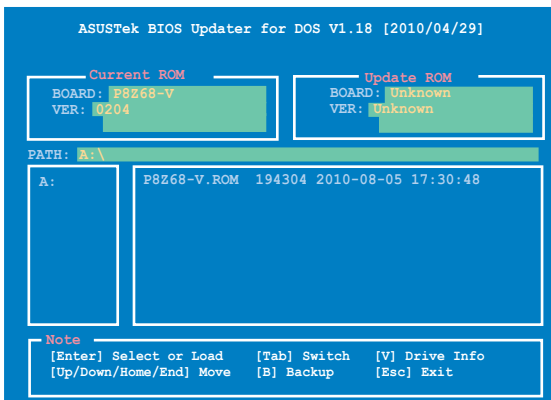 ASUSTek BIOS Updater for DOS V1.18 [2010/04/29]
Current ROM
BOARD: P8Z68-V
VER: 0204
Update ROM
BOARD: Unknown
VER: Unknown
PATH: A:\
A:
P8Z68-V.ROM 194304 2010-08-05 17:30:48
Note
[Enter] Select or Load [Tab] Switch [V] Drive Info
[Up/Down/Home/End] Move [B] Backup [Esc] Exit